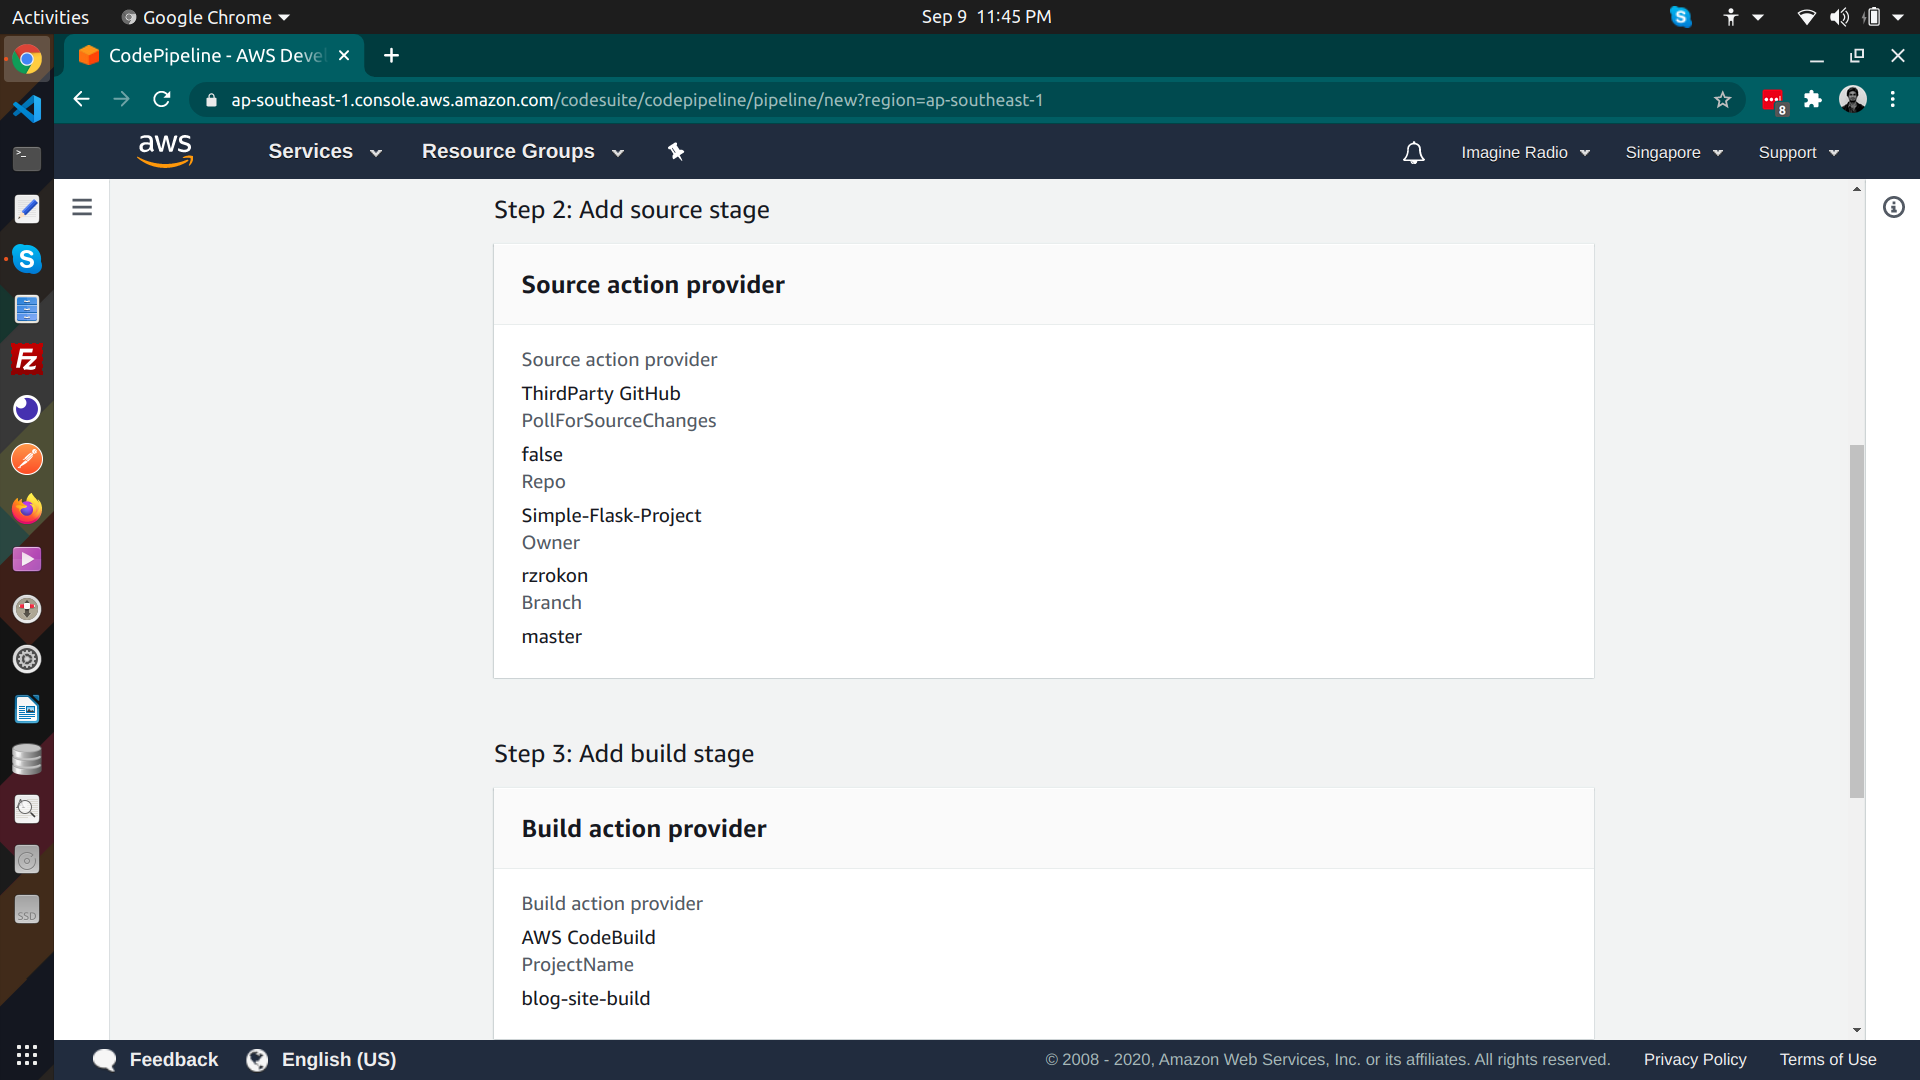 Activities
Google Chrome
Sep 9 11:45 PM
CodePipeline - AWS Deve
ap-southeast-1.console.aws.amazon.com/codesuite/codepipeline/pipeline/new?region=ap-southeast-1
8
aws
Services
Resource Groups
Imagine Radio
Singapore
Support
Step 2: Add source stage
Source action provider
Source action provider
ThirdParty GitHub
PollForSourceChanges
false
Repo
Simple-Flask-Project
Owner
rzrokon
Branch
master
Step 3: Add build stage
Build action provider
Build action provider
AWS CodeBuild
ProjectName
blog-site-build
SSD
Feedback
English (US)
© 2008 - 2020, Amazon Web Services, Inc. or its affiliates. All rights reserved.
Privacy Policy
Terms of Use